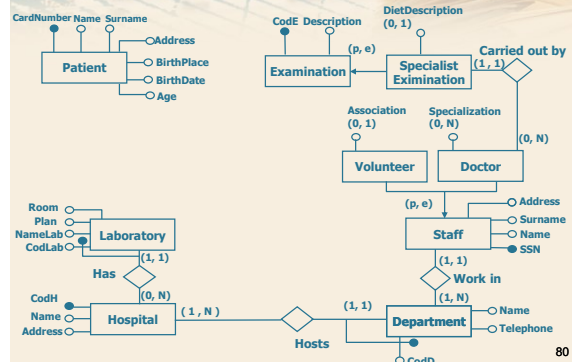 CardNumber Name Surname
Address
BirthPlace
BirthDate
Age
Patient
CodE Description
DietDescription
(0, 1)
(p, e)
Examination
Specialist
Eximination
(1 , 1)
Carried out by
(0, N)
Association
(0, 1)
Specialization
(0, N)
Volunteer
Doctor
(p, e)
Address
Surname
Name
SSN
Staff
Room
Plan
NameLab
CodLab
Laboratory
(1, 1)
Has
(0, N)
(1, 1)
Work in
(1, N)
CodH
Name
Address
Hospital
(1 , N )
Hosts
(1, 1)
Department
Name
Telephone
CodD
80